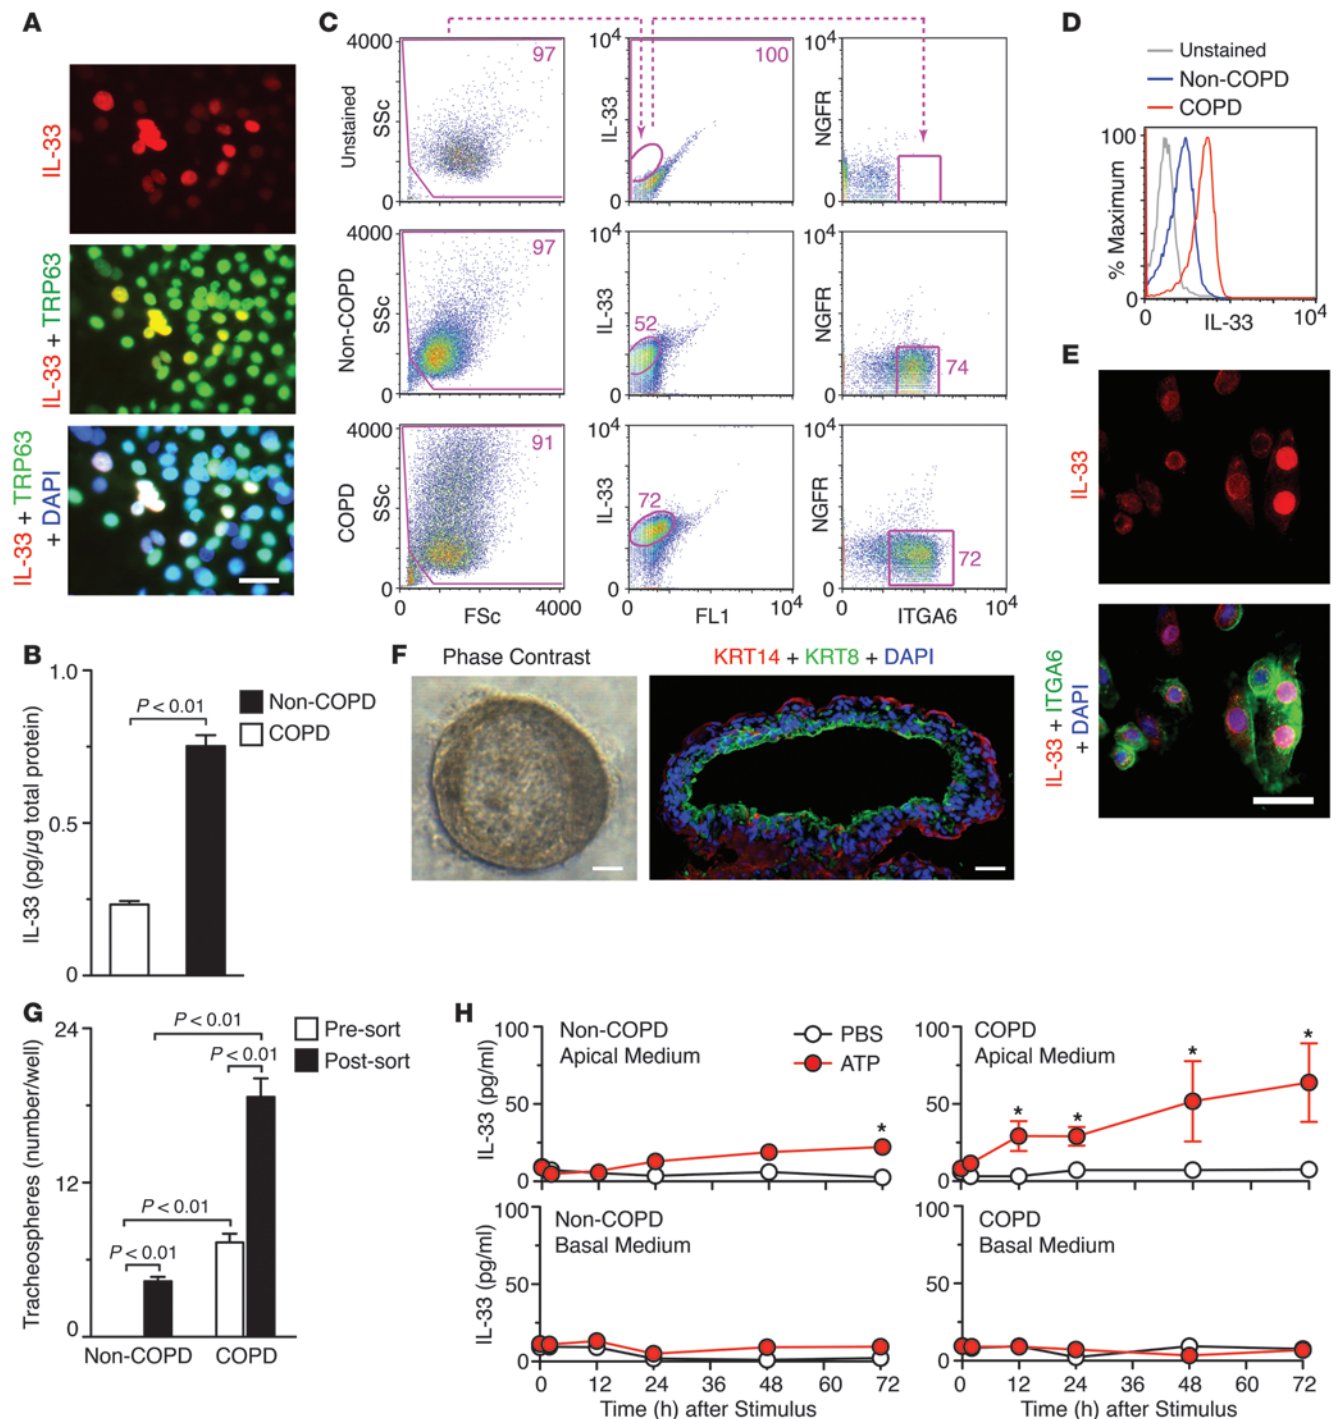 A
IL-33
IL-33 + TRP63
IL-33 + TRP63
+ DAPI
B
1.0
0.5
0
IL-33 (pg/µg total protein)
P < 0.01
Non-COPD
COPD
C
Unstained
4000
SSc
0
97
10⁴
IL-33
0
100
10⁴
NGFR
0
Non-COPD
4000
SSc
0
97
10⁴
IL-33
0
52
10⁴
NGFR
0
74
COPD
4000
SSc
0
91
10⁴
IL-33
0
72
10⁴
NGFR
0
72
0 4000
FSc
0 10⁴
FL1
0 10⁴
ITGA6
D
Unstained
Non-COPD
COPD
100
% Maximum
0
0 10⁴
IL-33
E
IL-33
IL-33 + ITGA6
+ DAPI
F
Phase Contrast
KRT14 + KRT8 + DAPI
G
24
12
0
Tracheospheres (number/well)
P < 0.01
P < 0.01
P < 0.01
P < 0.01
Pre-sort
Post-sort
Non-COPD COPD
H
100
50
0
IL-33 (pg/ml)
Non-COPD
Apical Medium
PBS
ATP
*
100
50
0
COPD
Apical Medium
* * * *
100
50
0
IL-33 (pg/ml)
Non-COPD
Basal Medium
0 12 24 36 48 60 72
Time (h) after Stimulus
100
50
0
COPD
Basal Medium
0 12 24 36 48 60 72
Time (h) after Stimulus